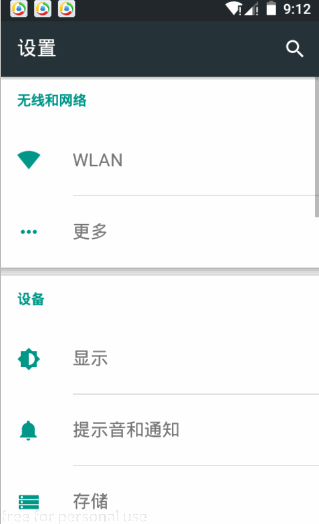 9:12
设置
无线和网络
WLAN
更多
设备
显示
提示音和通知
存储
free for personal use